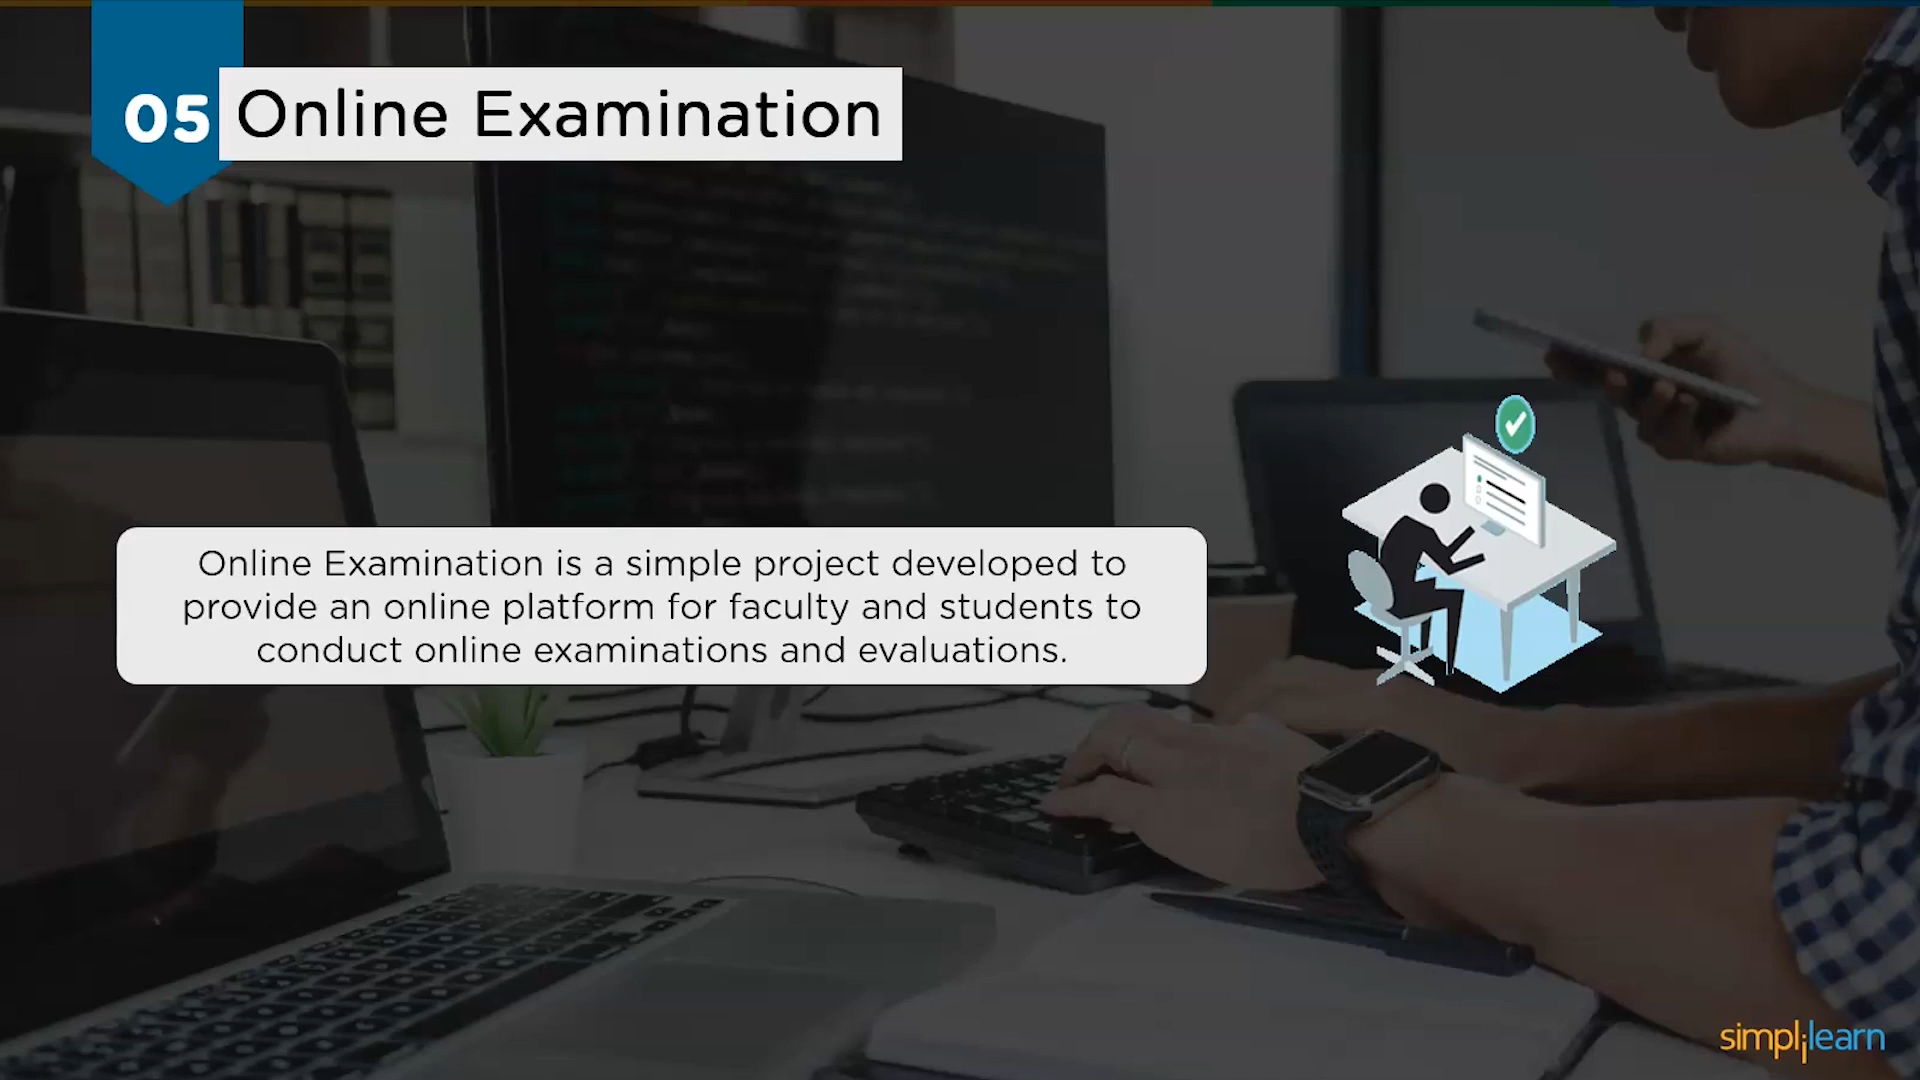 05
Online Examination
Online Examination is a simple project developed to
provide an online platform for faculty and students to
conduct online examinations and evaluations.
simplilearn